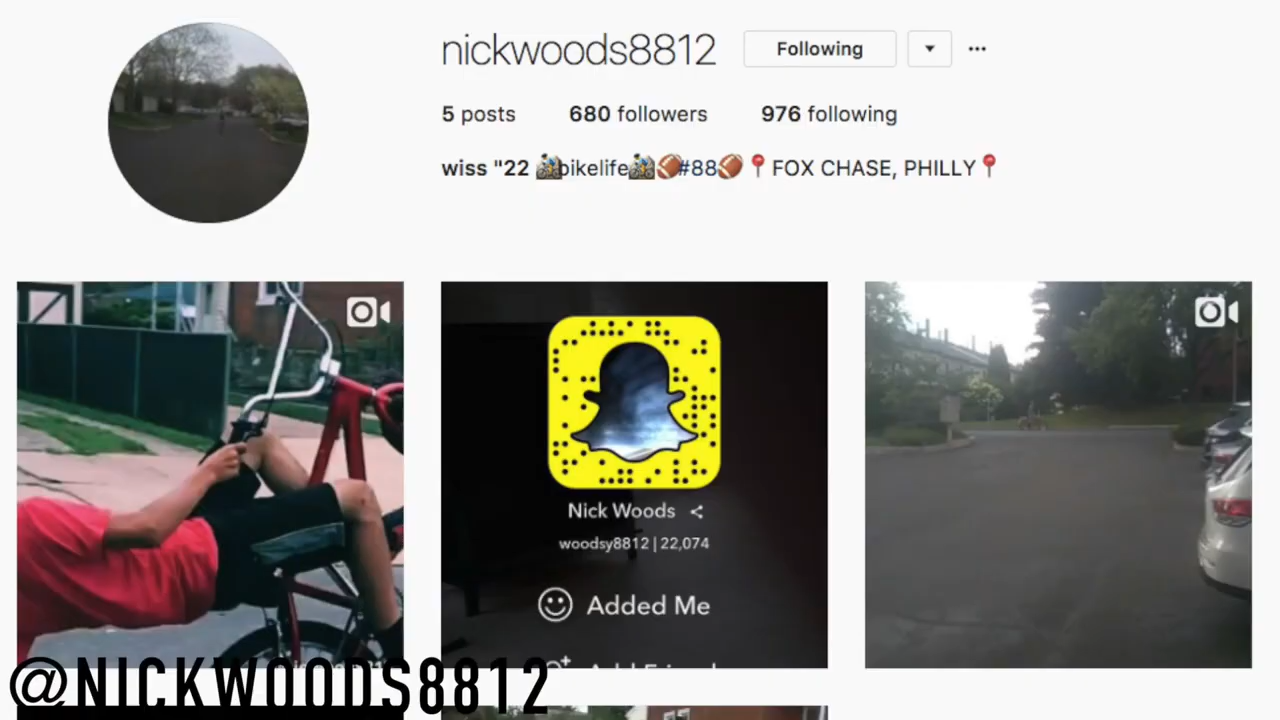 nickwoods8812 Following
5 posts 680 followers 976 following
wiss "22 🚵bikelife🚵🏈#88🏈📍FOX CHASE, PHILLY📍
Nick Woods
woodsy8812 | 22,074
Added Me
@NICKWOODS8812